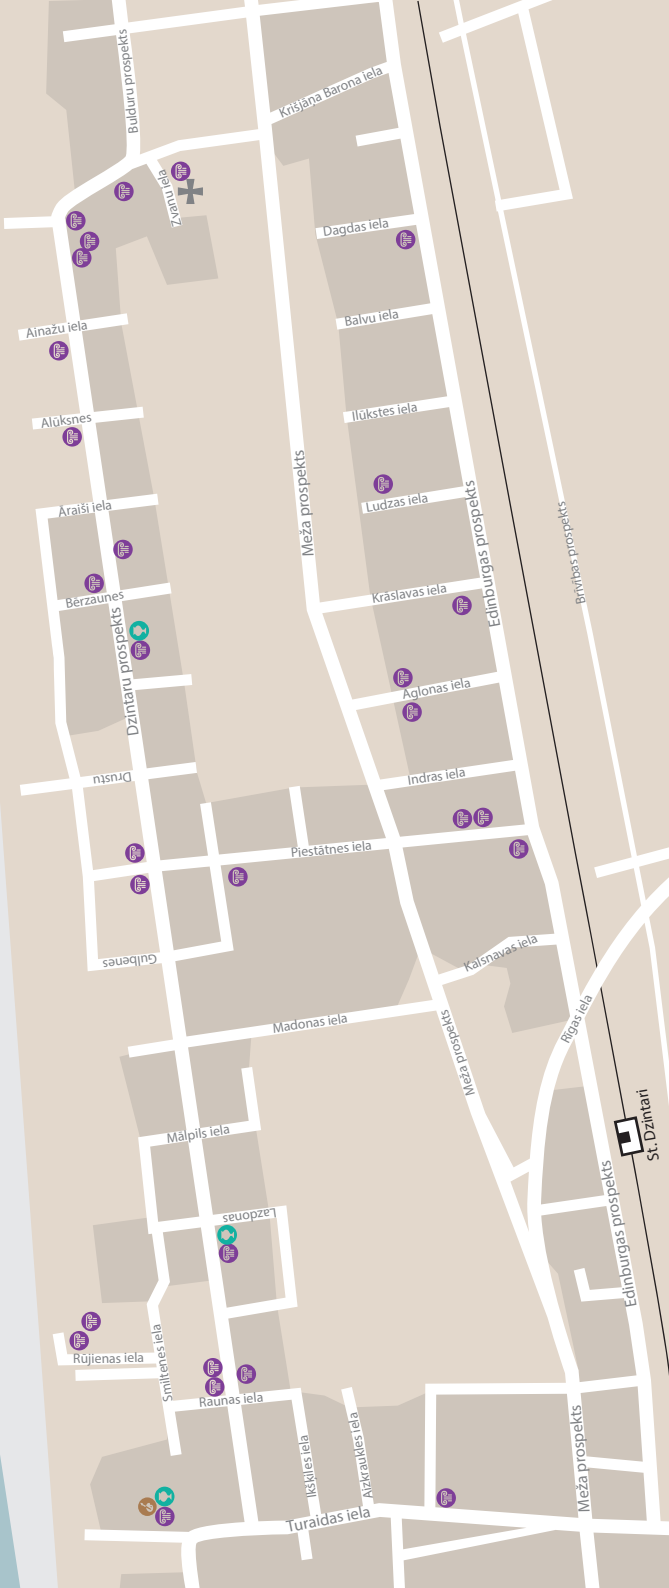 Bulduru prospekts
Krišjāņa Barona iela
Zvanu iela
Dagdas iela
Ainažu iela
Balvu iela
Alūksnes
Ilūkstes iela
Āraiši iela
Ludzas iela
Meža prospekts
Edinburgas prospekts
Brīvības prospekts
Bērzaunes
Krāslavas iela
Dzintaru prospekts
Aglonas iela
Drustu
Indras iela
Piestātnes iela
Gulbenes
Kalsnavas iela
Madonas iela
Rīgas iela
Meža prospekts
Mālpils iela
St. Dzintari
Lazdonas
Edinburgas prospekts
Rūjienas iela
Smiltenes iela
Raunas iela
Ikšķiles iela
Aizkraukles iela
Meža prospekts
Turaidas iela